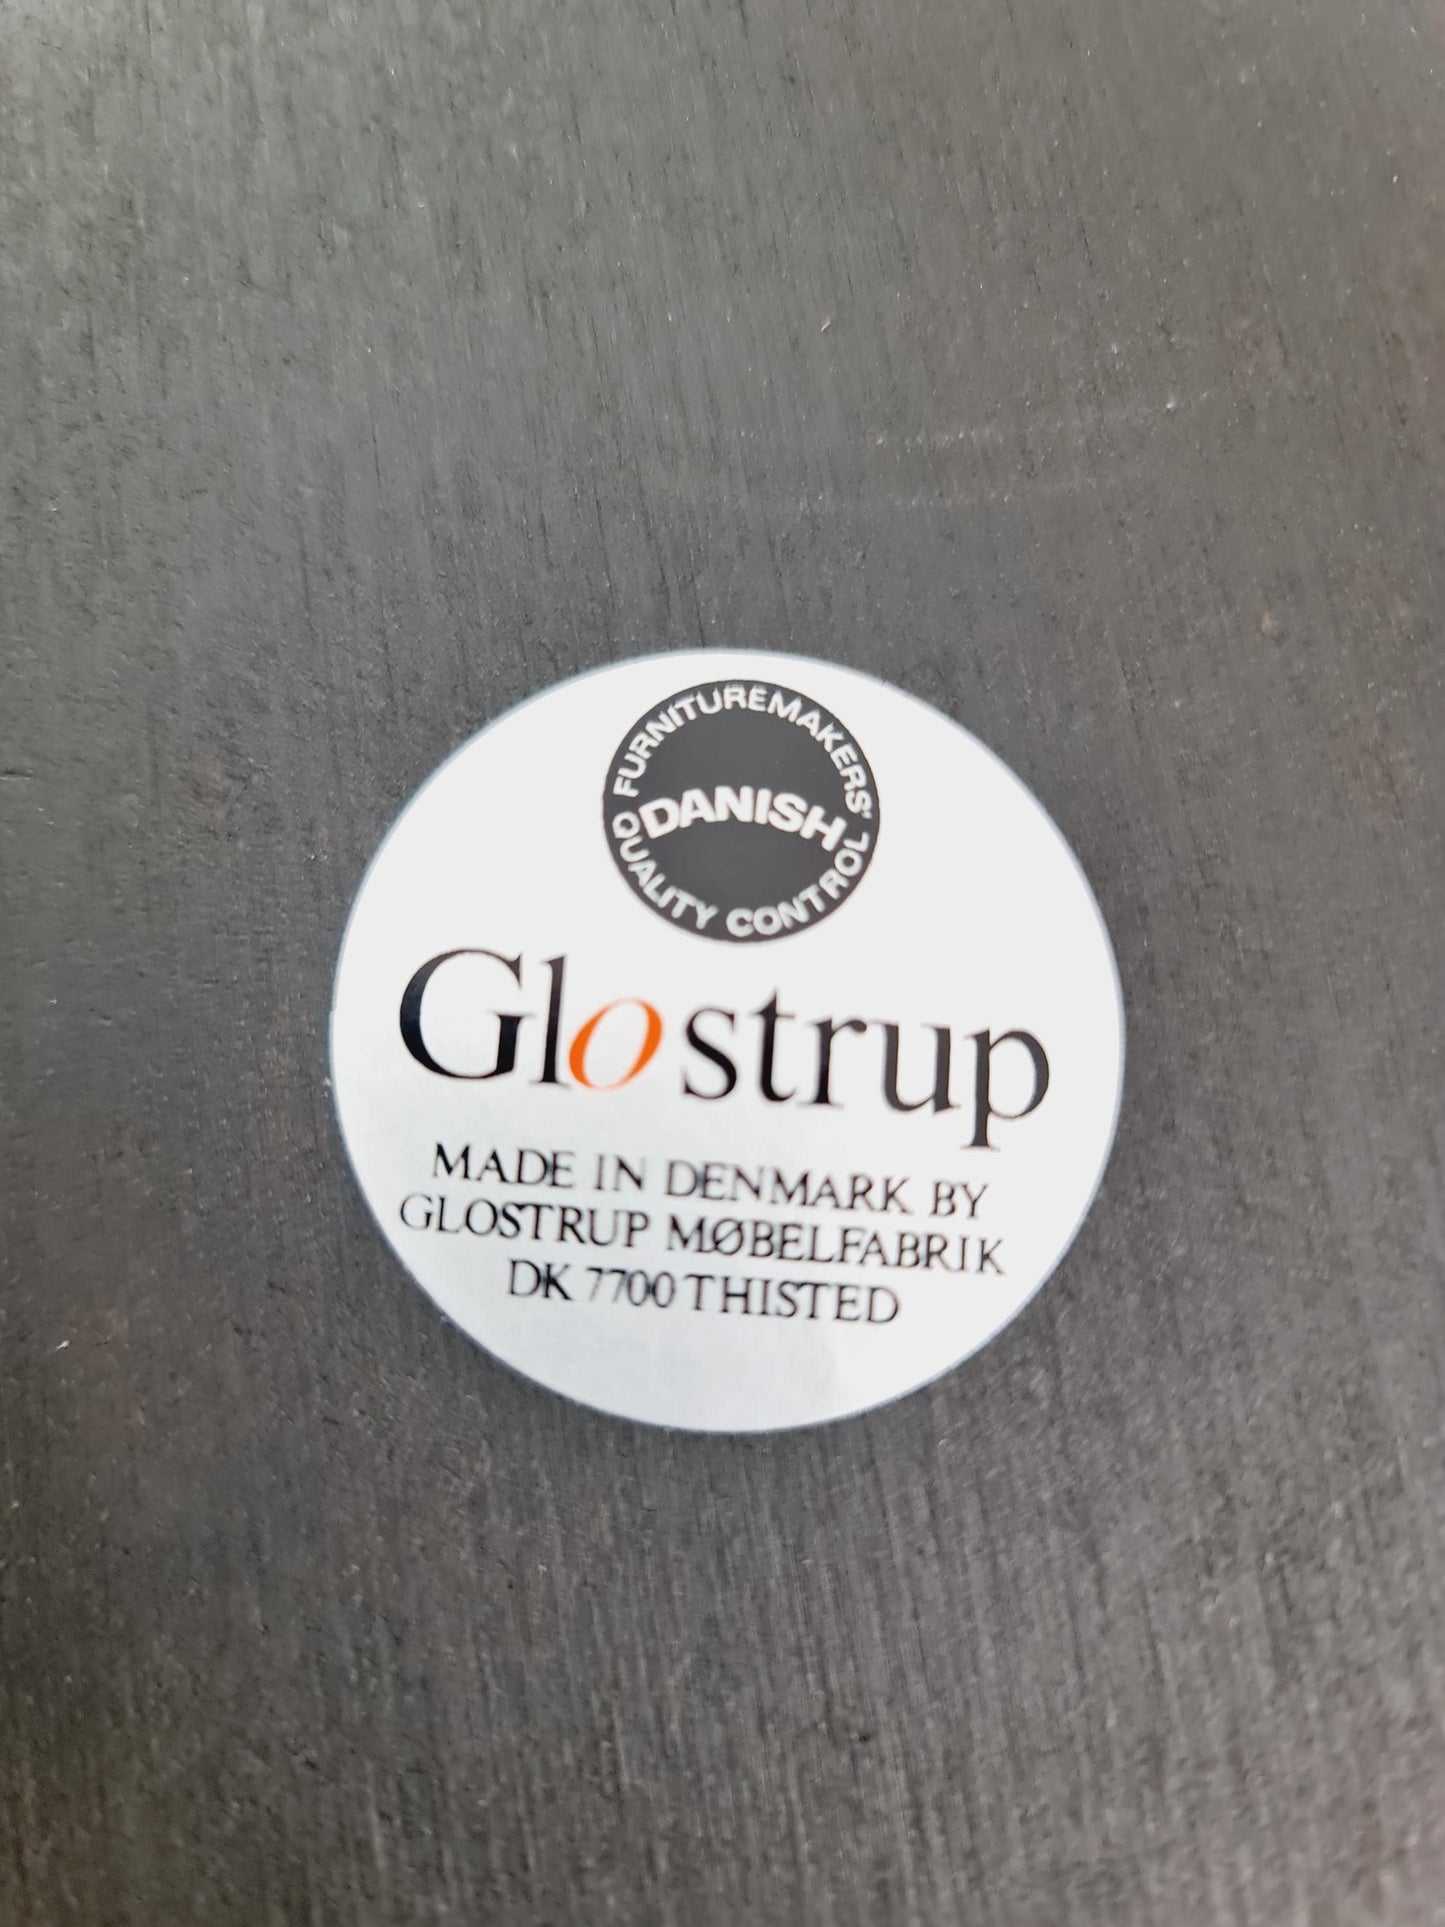 FURNITUREMAKERS'
DANISH
QUALITY CONTROL
Glostrup
MADE IN DENMARK BY
GLOSTRUP MØBELFABRIK
DK 7700 THISTED